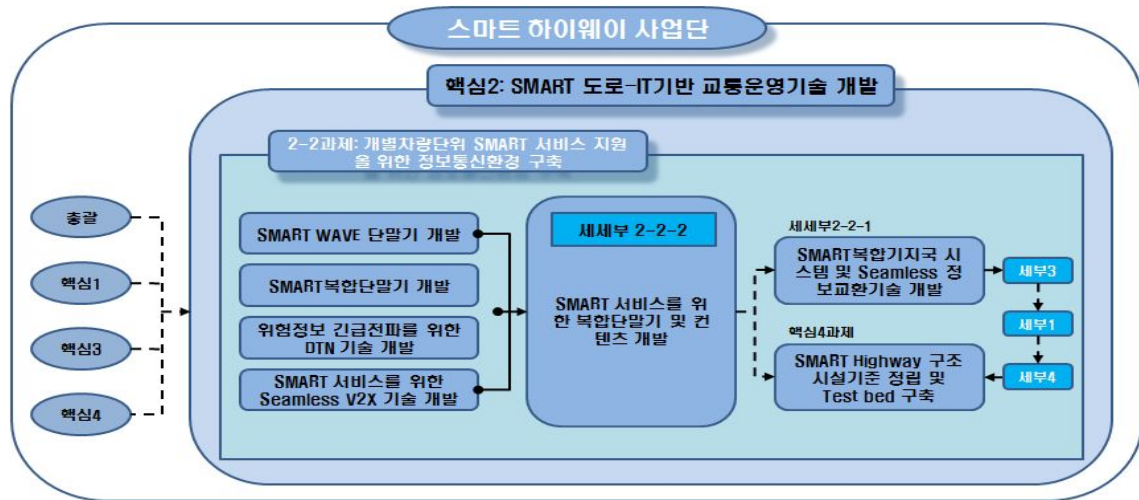 스마트 하이웨이 사업단
핵심2: SMART 도로-IT기반 교통운영기술 개발
2-2과제: 개별차량단위 SMART 서비스 지원
을 위한 정보통신환경 구축
총괄
핵심1
핵심3
핵심4
SMART WAVE 단말기 개발
SMART복합단말기 개발
위험정보 긴급전파를 위한
DTN 기술 개발
SMART 서비스를 위한
Seamless V2X 기술 개발
세세부 2-2-2
SMART 서비스를 위
한 복합단말기 및 컨
텐츠 개발
세세부2-2-1
SMART복합기지국 시
스템 및 Seamless 정
보교환기술 개발
핵심4과제
SMART Highway 구조
시설기준 정립 및
Test bed 구축
세부3
세부1
세부4